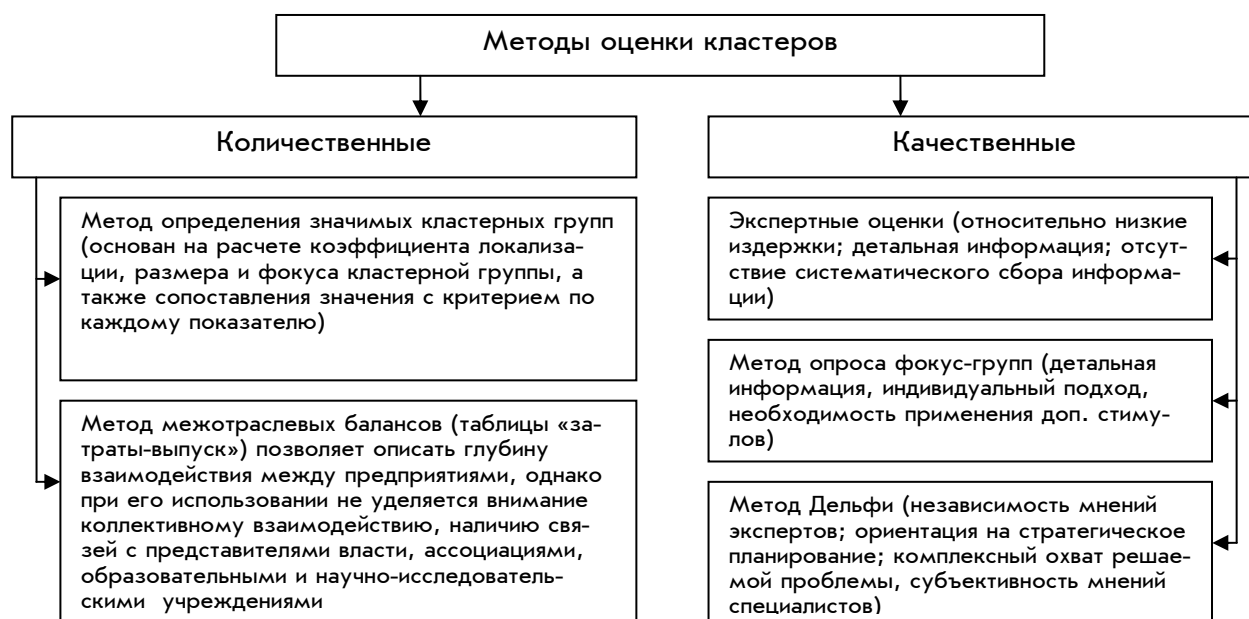 Методы оценки кластеров
Количественные
Метод определения значимых кластерных групп
(основан на расчете коэффициента локализа-
ции, размера и фокуса кластерной группы, а
также сопоставления значения с критерием по
каждому показателю)
Метод межотраслевых балансов (таблицы «за-
траты-выпуск») позволяет описать глубину
взаимодействия между предприятиями, однако
при его использовании не уделяется внимание
коллективному взаимодействию, наличию свя-
зей с представителями власти, ассоциациями,
образовательными и научно-исследователь-
скими учреждениями
Качественные
Экспертные оценки (относительно низкие
издержки; детальная информация; отсут-
ствие систематического сбора информа-
ции)
Метод опроса фокус-групп (детальная
информация, индивидуальный подход,
необходимость применения доп. стиму-
лов)
Метод Дельфи (независимость мнений
экспертов; ориентация на стратегическое
планирование; комплексный охват решае-
мой проблемы, субъективность мнений
специалистов)